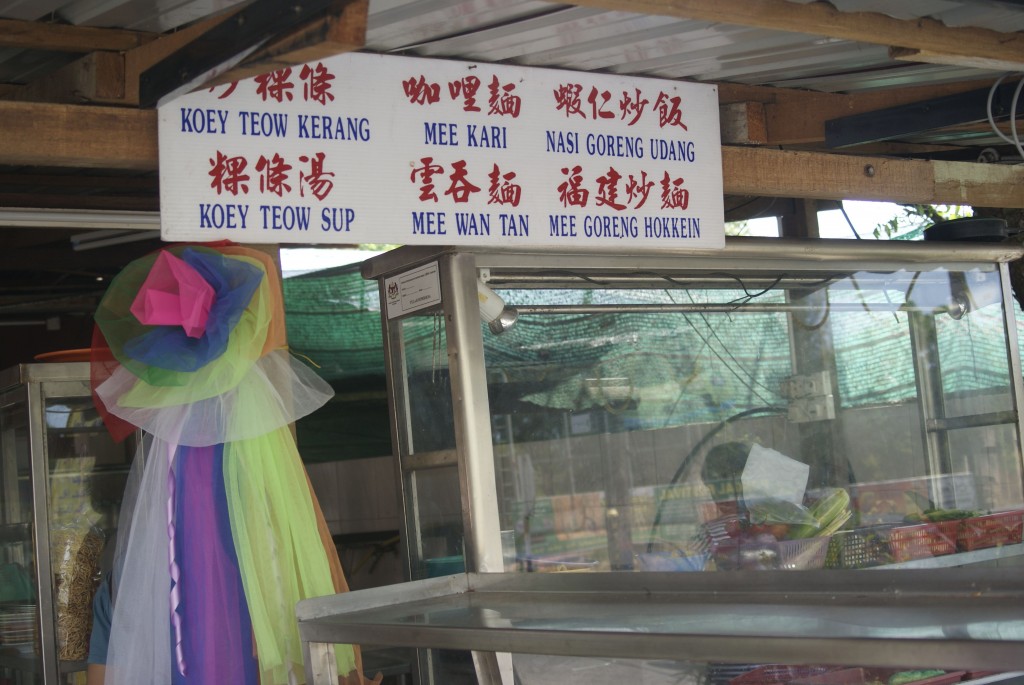 粿條 咖哩麵 蝦仁炒飯
KOEY TEOW KERANG MEE KARI NASI GORENG UDANG
粿條湯 雲吞麵 福建炒麵
KOEY TEOW SUP MEE WAN TAN MEE GORENG HOKKEIN